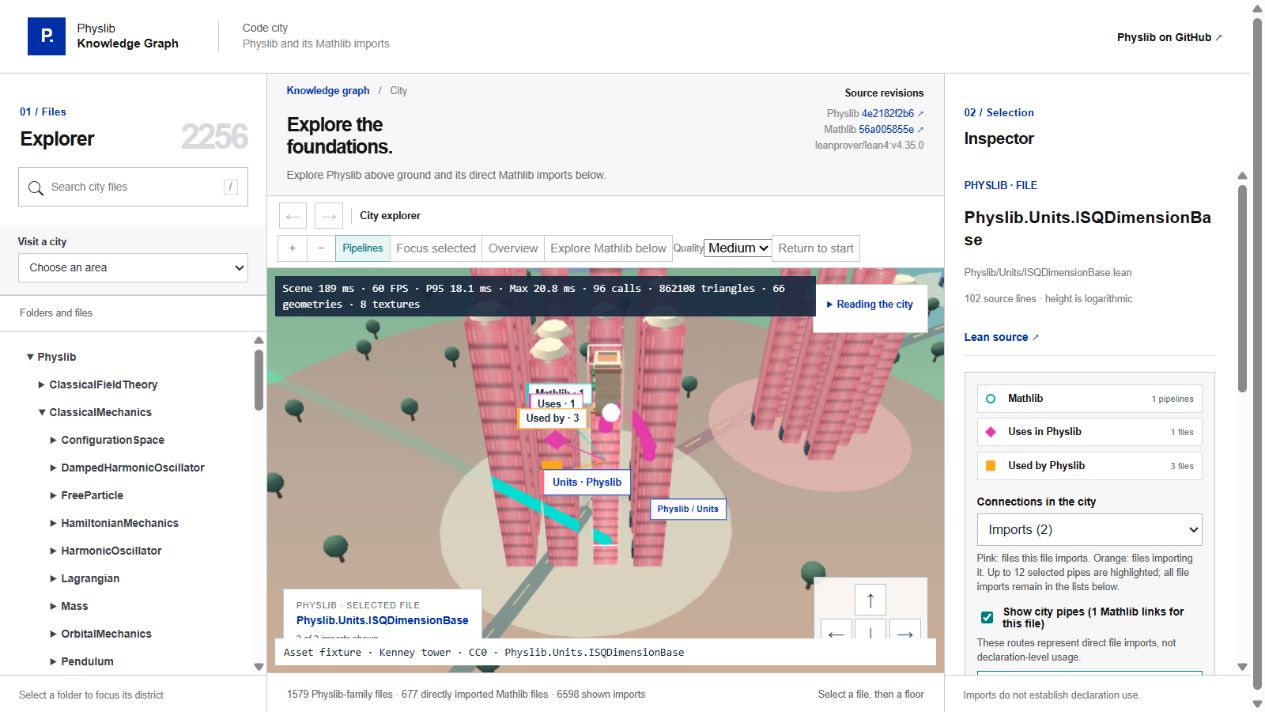 P.
Physlib
Knowledge Graph
Code city
Physlib and its Mathlib imports
Physlib on GitHub ↗
01 / Files
Explorer
2256
Search city files
/
Visit a city
Choose an area
Folders and files
▼ Physlib
▶ ClassicalFieldTheory
▼ ClassicalMechanics
▶ ConfigurationSpace
▶ DampedHarmonicOscillator
▶ FreeParticle
▶ HamiltonianMechanics
▶ HarmonicOscillator
▶ Lagrangian
▶ Mass
▶ OrbitalMechanics
▶ Pendulum
Select a folder to focus its district
Knowledge graph / City
Explore the
foundations.
Explore Physlib above ground and its direct Mathlib imports below.
Source revisions
Physlib 4e2182f2b6 ↗
Mathlib 56a005855e ↗
leanprover/lean4:v4.35.0
← → City explorer
+ − Pipelines Focus selected Overview Explore Mathlib below Quality Medium Return to start
Scene 189 ms · 60 FPS · P95 18.1 ms · Max 20.8 ms · 96 calls · 862108 triangles · 66
geometries · 8 textures
▶ Reading the city
Mathlib · 1
Uses · 1
Used by · 3
Units · Physlib
Physlib / Units
PHYSLIB · SELECTED FILE
Physlib.Units.ISQDimensionBase
↑
← ↓ →
Asset fixture · Kenney tower · CC0 · Physlib.Units.ISQDimensionBase
1579 Physlib-family files · 677 directly imported Mathlib files · 6598 shown imports
Select a file, then a floor
02 / Selection
Inspector
PHYSLIB · FILE
Physlib.Units.ISQDimensionBa
se
Physlib/Units/ISQDimensionBase.lean
102 source lines · height is logarithmic
Lean source ↗
Mathlib 1 pipelines
Uses in Physlib 1 files
Used by Physlib 3 files
Connections in the city
Imports (2)
Pink: files this file imports. Orange: files importing
it. Up to 12 selected pipes are highlighted; all file
imports remain in the lists below.
Show city pipes (1 Mathlib links for
this file)
These routes represent direct file imports, not
declaration-level usage.
Imports do not establish declaration use.